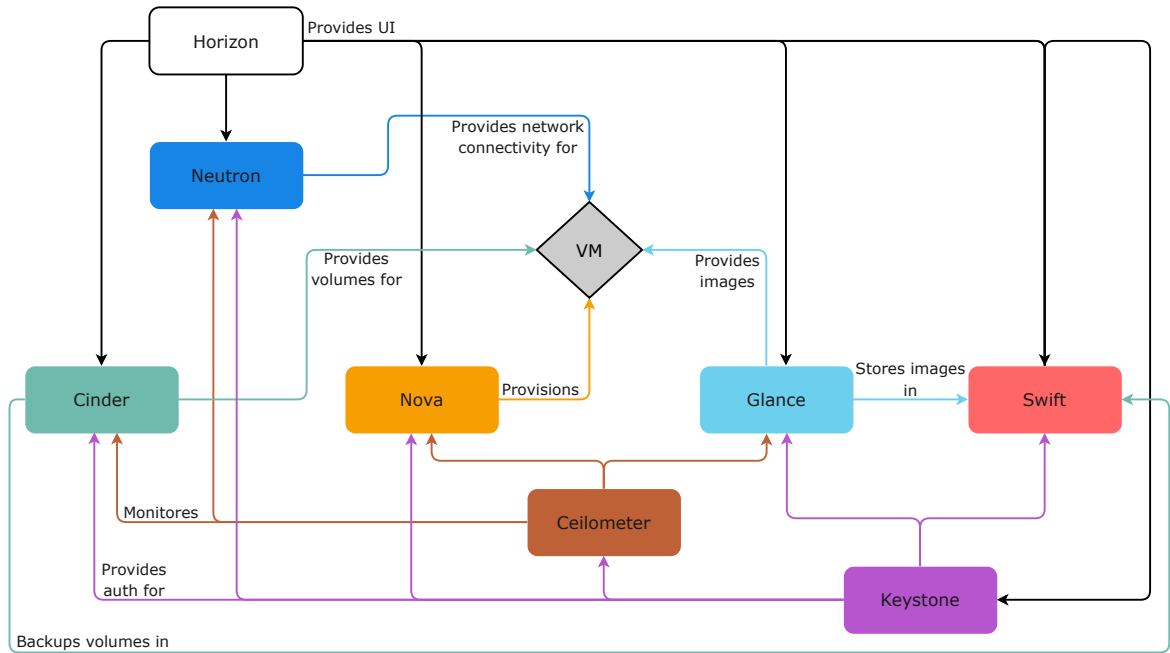 Provides UI
Horizon
Provides network
connectivity for
Neutron
VM
Provides
volumes for
Provides
images
Stores images
in
Provisions
Cinder
Nova
Glance
Swift
Monitores
Ceilometer
Provides
auth for
Keystone
Backups volumes in